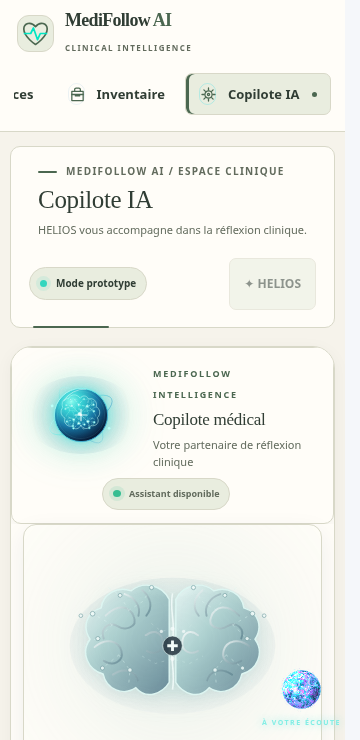 MediFollow AI
CLINICAL INTELLIGENCE
ces
Inventaire
Copilote IA
MEDIFOLLOW AI / ESPACE CLINIQUE
Copilote IA
HELIOS vous accompagne dans la réflexion clinique.
Mode prototype
✦ HELIOS
MEDIFOLLOW
INTELLIGENCE
Copilote médical
Votre partenaire de réflexion
clinique
Assistant disponible
À VOTRE ÉCOUTE